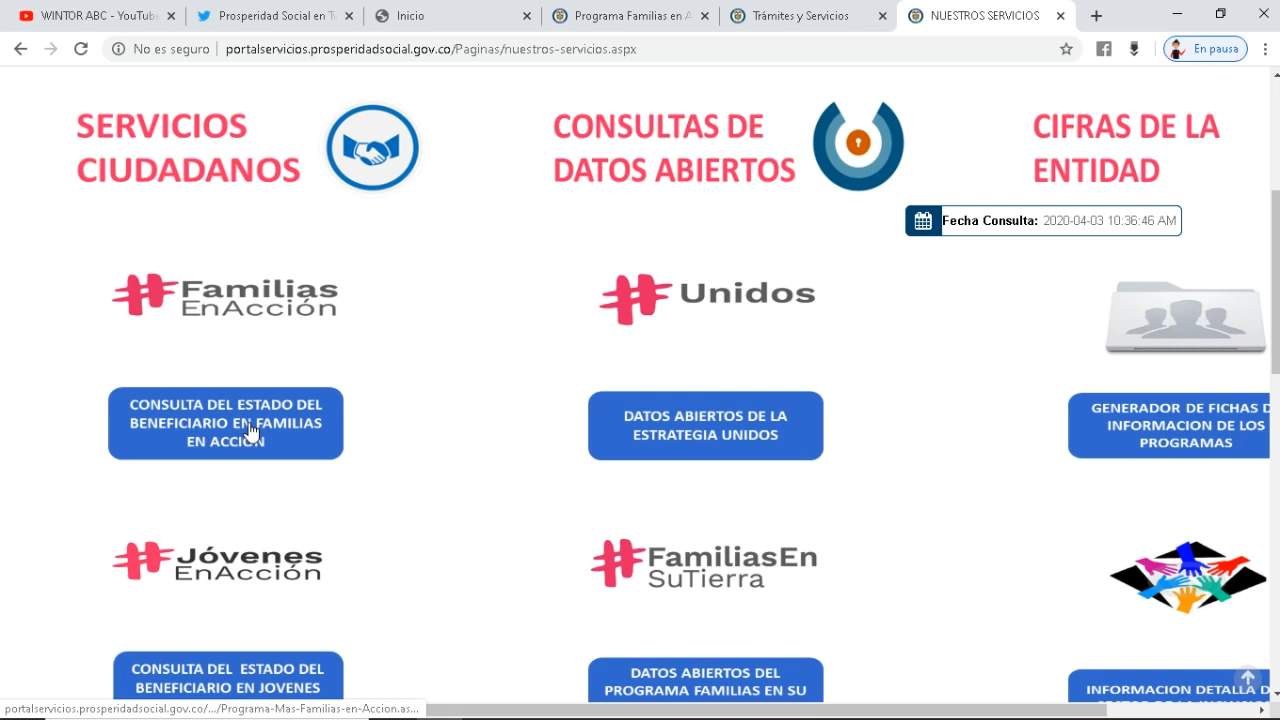 WINTOR ABC - YouTub
Prosperidad Social en T
Inicio
Programa Familias en A
Trámites y Servicios
NUESTROS SERVICIOS
No es seguro
portalservicios.prosperidadsocial.gov.co/Paginas/nuestros-servicios.aspx
En pausa
SERVICIOS
CIUDADANOS
CONSULTAS DE
DATOS ABIERTOS
CIFRAS DE LA
ENTIDAD
Fecha Consulta: 2020-04-03 10:36:46 AM
#Familias
EnAcción
#Unidos
CONSULTA DEL ESTADO DEL
BENEFICIARIO EN FAMILIAS
EN ACCION
DATOS ABIERTOS DE LA
ESTRATEGIA UNIDOS
GENERADOR DE FICHAS D
INFORMACION DE LOS
PROGRAMAS
#Jóvenes
EnAcción
#FamiliasEn
SuTierra
CONSULTA DEL ESTADO DEL
BENEFICIARIO EN JOVENES
DATOS ABIERTOS DEL
PROGRAMA FAMILIAS EN SU
INFORMACION DETALLA D
portalservicios.prosperidadsocial.gov.co/.../Programa-Mas-Familias-en-Accion.as...